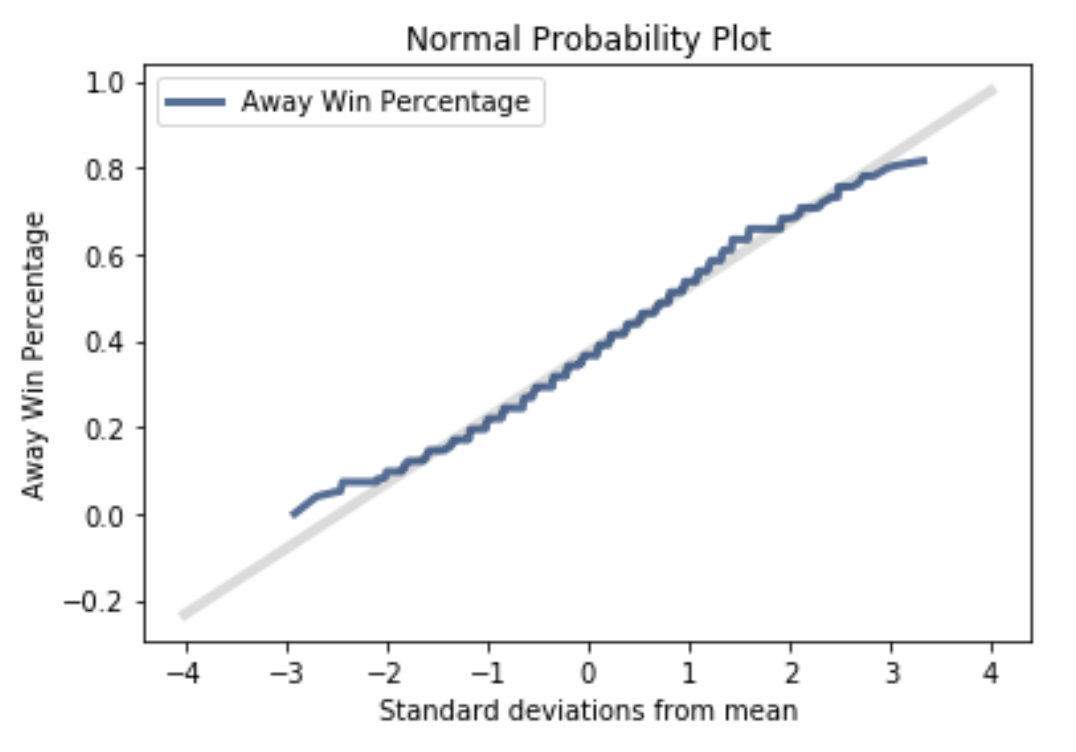 Normal Probability Plot
Away Win Percentage
Away Win Percentage
1.0
0.8
0.6
0.4
0.2
0.0
−0.2
−4 −3 −2 −1 0 1 2 3 4
Standard deviations from mean